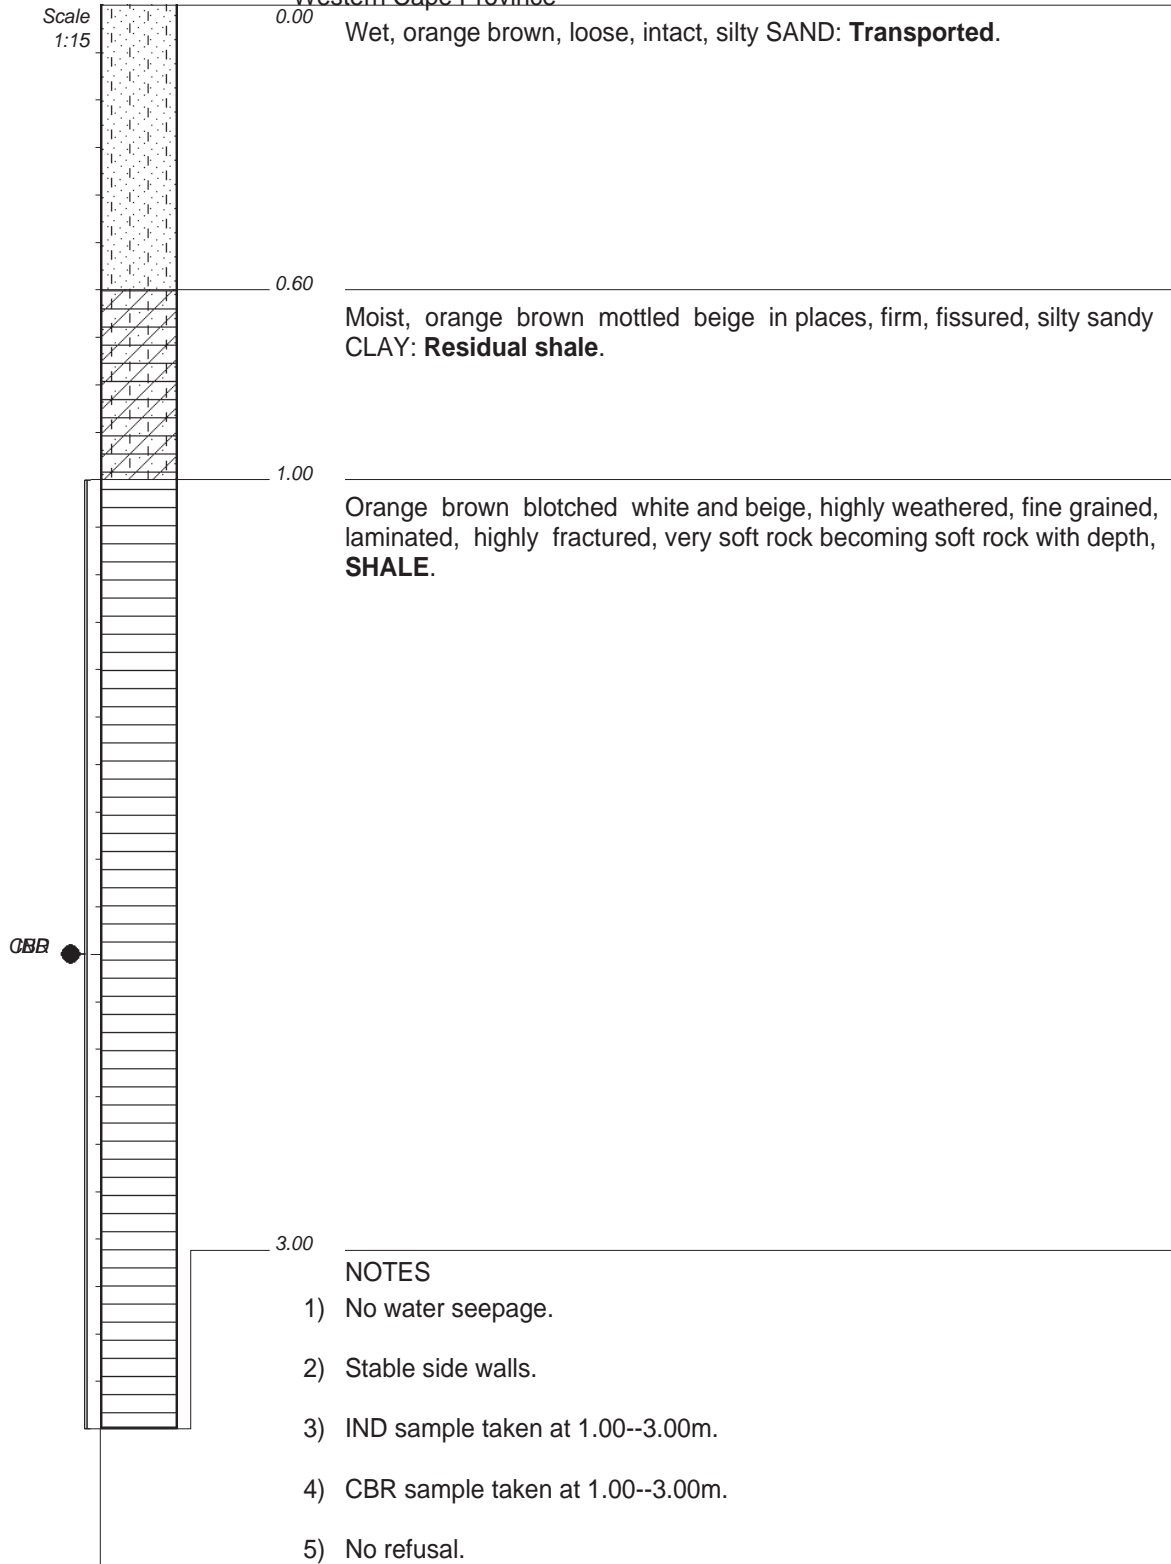 Western Cape Province
Scale
1:15
0.00
Wet, orange brown, loose, intact, silty SAND: Transported.
0.60
Moist, orange brown mottled beige in places, firm, fissured, silty sandy
CLAY: Residual shale.
1.00
Orange brown blotched white and beige, highly weathered, fine grained,
laminated, highly fractured, very soft rock becoming soft rock with depth,
SHALE.
3.00
NOTES
1) No water seepage.
2) Stable side walls.
3) IND sample taken at 1.00--3.00m.
4) CBR sample taken at 1.00--3.00m.
5) No refusal.